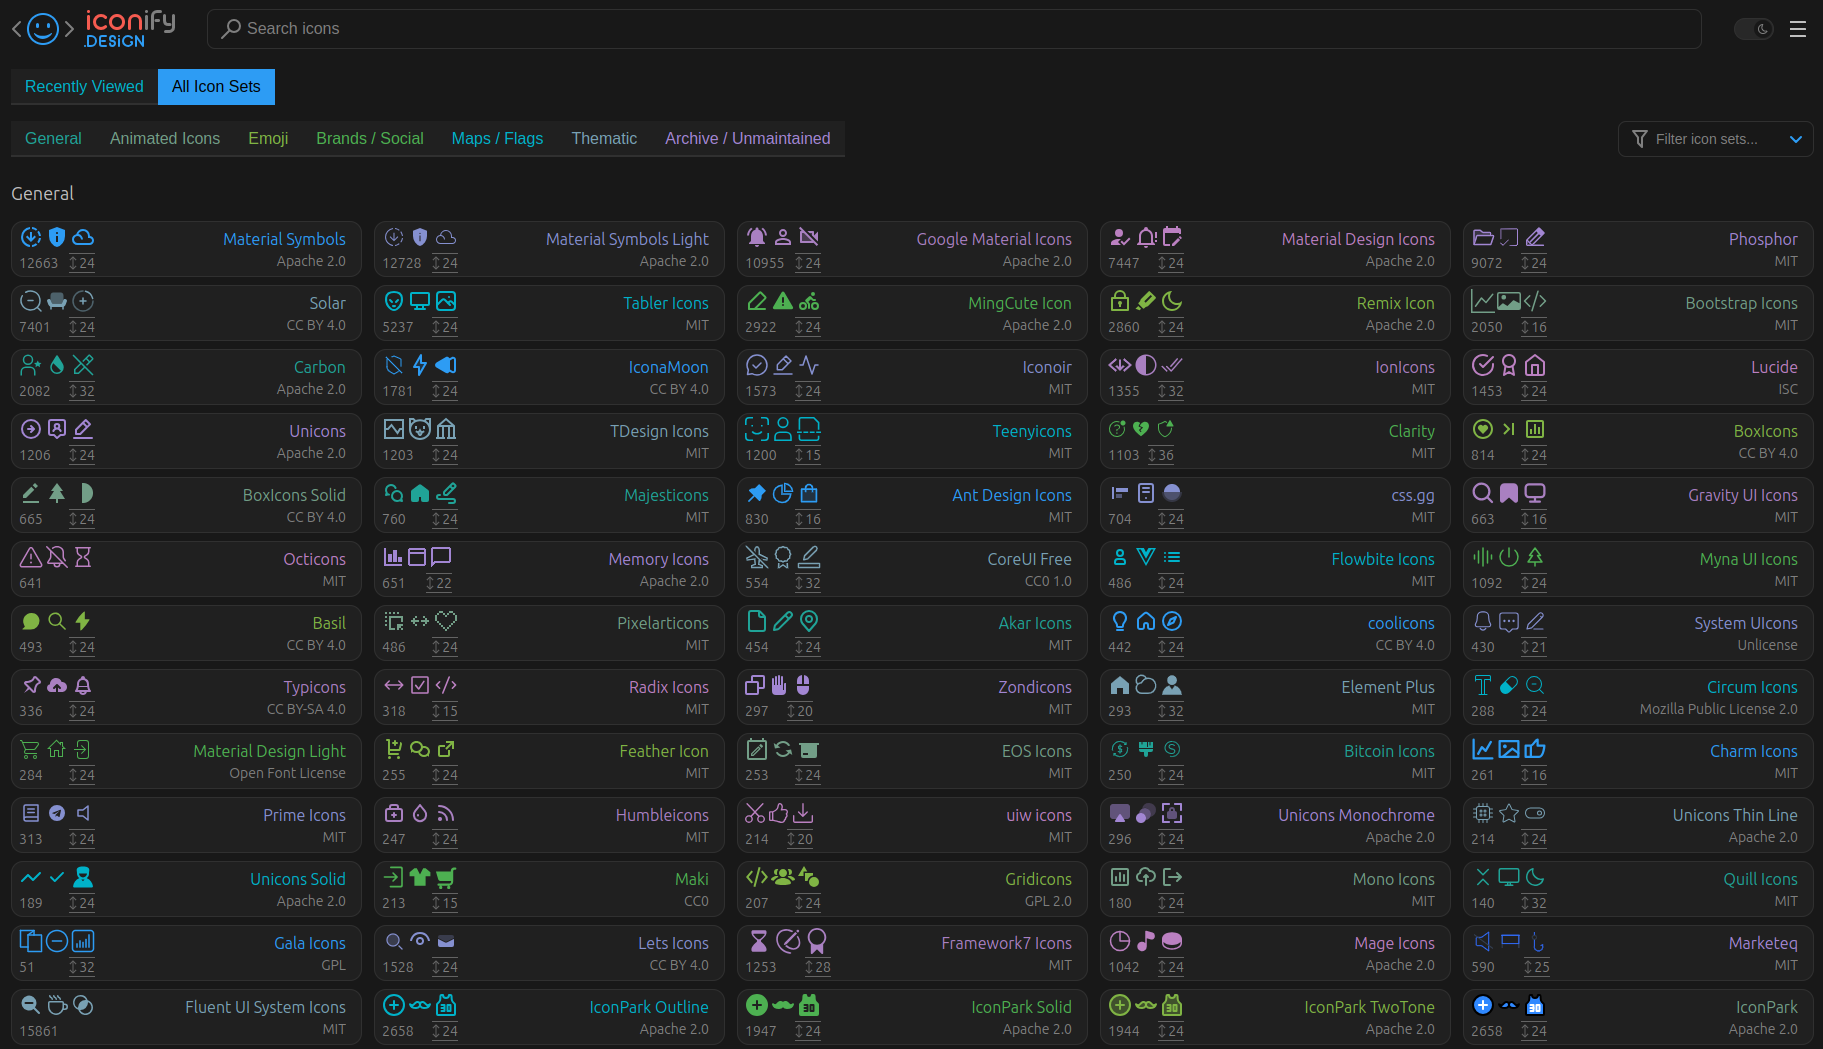 iconify
.DESIGN
Search icons
Recently Viewed
All Icon Sets
General
Animated Icons
Emoji
Brands / Social
Maps / Flags
Thematic
Archive / Unmaintained
Filter icon sets...
General
Material Symbols
Apache 2.0
12663 24
Material Symbols Light
Apache 2.0
12728 24
Google Material Icons
Apache 2.0
10955 24
Material Design Icons
Apache 2.0
7447 24
Phosphor
MIT
9072 24
Solar
CC BY 4.0
7401 24
Tabler Icons
MIT
5237 24
MingCute Icon
Apache 2.0
2922 24
Remix Icon
Apache 2.0
2860 24
Bootstrap Icons
MIT
2050 16
Carbon
Apache 2.0
2082 32
IconaMoon
CC BY 4.0
1781 24
Iconoir
MIT
1573 24
IonIcons
MIT
1355 32
Lucide
ISC
1453 24
Unicons
Apache 2.0
1206 24
TDesign Icons
MIT
1203 24
Teenyicons
MIT
1200 15
Clarity
MIT
1103 36
BoxIcons
CC BY 4.0
814 24
BoxIcons Solid
CC BY 4.0
665 24
Majesticons
MIT
760 24
Ant Design Icons
MIT
830 16
css.gg
MIT
704 24
Gravity UI Icons
MIT
663 16
Octicons
MIT
641
Memory Icons
Apache 2.0
651 22
CoreUI Free
CC0 1.0
554 32
Flowbite Icons
MIT
486 24
Myna UI Icons
MIT
1092 24
Basil
CC BY 4.0
493 24
Pixelarticons
MIT
486 24
Akar Icons
MIT
454 24
coolicons
CC BY 4.0
442 24
System UIcons
Unlicense
430 21
Typicons
CC BY-SA 4.0
336 24
Radix Icons
MIT
318 15
Zondicons
MIT
297 20
Element Plus
MIT
293 32
Circum Icons
Mozilla Public License 2.0
288 24
Material Design Light
Open Font License
284 24
Feather Icon
MIT
255 24
EOS Icons
MIT
253 24
Bitcoin Icons
MIT
250 24
Charm Icons
MIT
261 16
Prime Icons
MIT
313 24
Humbleicons
MIT
247 24
uiw icons
MIT
214 20
Unicons Monochrome
Apache 2.0
296 24
Unicons Thin Line
Apache 2.0
214 24
Unicons Solid
Apache 2.0
189 24
Maki
CC0
213 15
Gridicons
GPL 2.0
207 24
Mono Icons
MIT
180 24
Quill Icons
MIT
140 32
Gala Icons
GPL
51 32
Lets Icons
CC BY 4.0
1528 24
Framework7 Icons
MIT
1253 28
Mage Icons
Apache 2.0
1042 24
Marketeq
MIT
590 25
Fluent UI System Icons
MIT
15861
30
IconPark Outline
Apache 2.0
2658 24
30
IconPark Solid
Apache 2.0
1947 24
30
IconPark TwoTone
Apache 2.0
1944 24
30
IconPark
Apache 2.0
2658 24